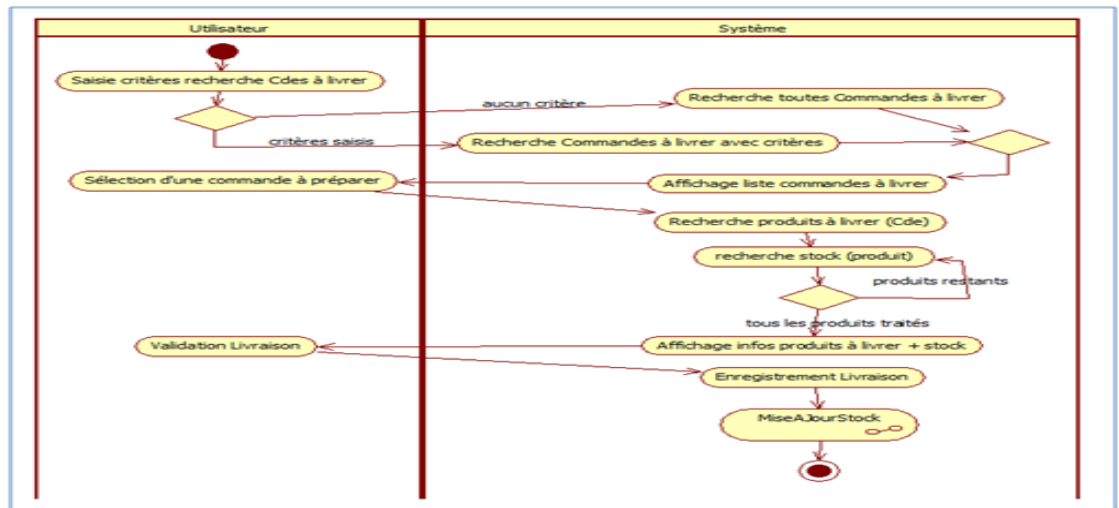 Utilisateur
Système
Saisie critères recherche Cdes à livrer
aucun critère
Recherche toutes Commandes à livrer
critères saisis
Recherche Commandes à livrer avec critères
Sélection d'une commande à préparer
Affichage liste commandes à livrer
Recherche produits à livrer (Cde)
recherche stock (produit)
produits restants
tous les produits traités
Validation Livraison
Affichage infos produits à livrer + stock
Enregistrement Livraison
MiseAJourStock